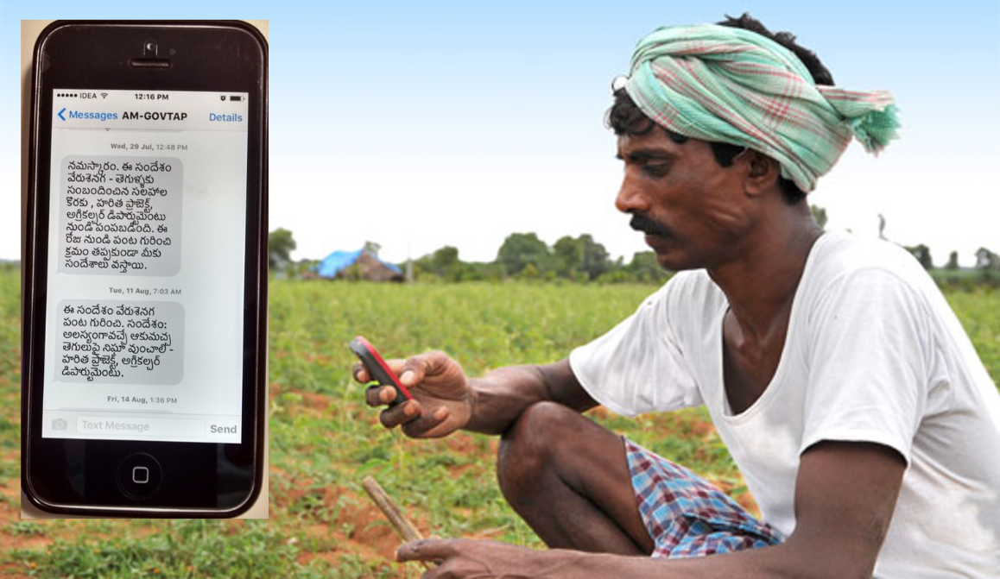 IDEA 12:16 PM
Messages AM-GOVTAP Details
Wed, 29 Jul, 12:48 PM
నమస్కారం. ఈ సందేశం
వేరుశెనగ - తెగుళ్ళకు
సంబందించిన సలహాల
కొరకు , హరిత ప్రాజెక్ట్,
అగ్రికల్చర్ డిపార్టుమెంటు
నుండి పంపబడింది. ఈ
రోజు నుండి పంట గురించి
క్రమం తప్పకుండా మీకు
సందేశాలు వస్తాయి.
Tue, 11 Aug, 7:03 AM
ఈ సందేశం వేరుశెనగ
పంట గురించి. సందేశం:
అలస్యంగావచ్చే ఆకుమచ్చ
తెగులుపై నిఘా వుంచాలి -
హరిత ప్రాజెక్ట్, అగ్రికల్చర్
డిపార్టుమెంటు.
Fri, 14 Aug, 1:36 PM
Text Message Send